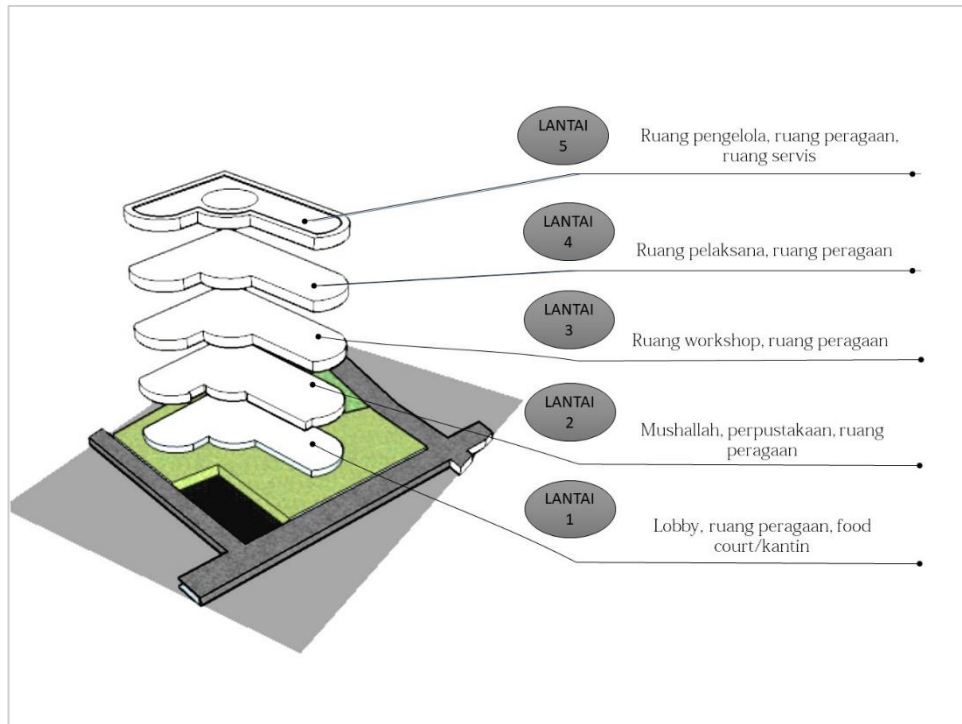 LANTAI
5
Ruang pengelola, ruang peragaan,
ruang servis
LANTAI
4
Ruang pelaksana, ruang peragaan
LANTAI
3
Ruang workshop, ruang peragaan
LANTAI
2
Mushallah, perpustakaan, ruang
peragaan
LANTAI
1
Lobby, ruang peragaan, food
court/kantin